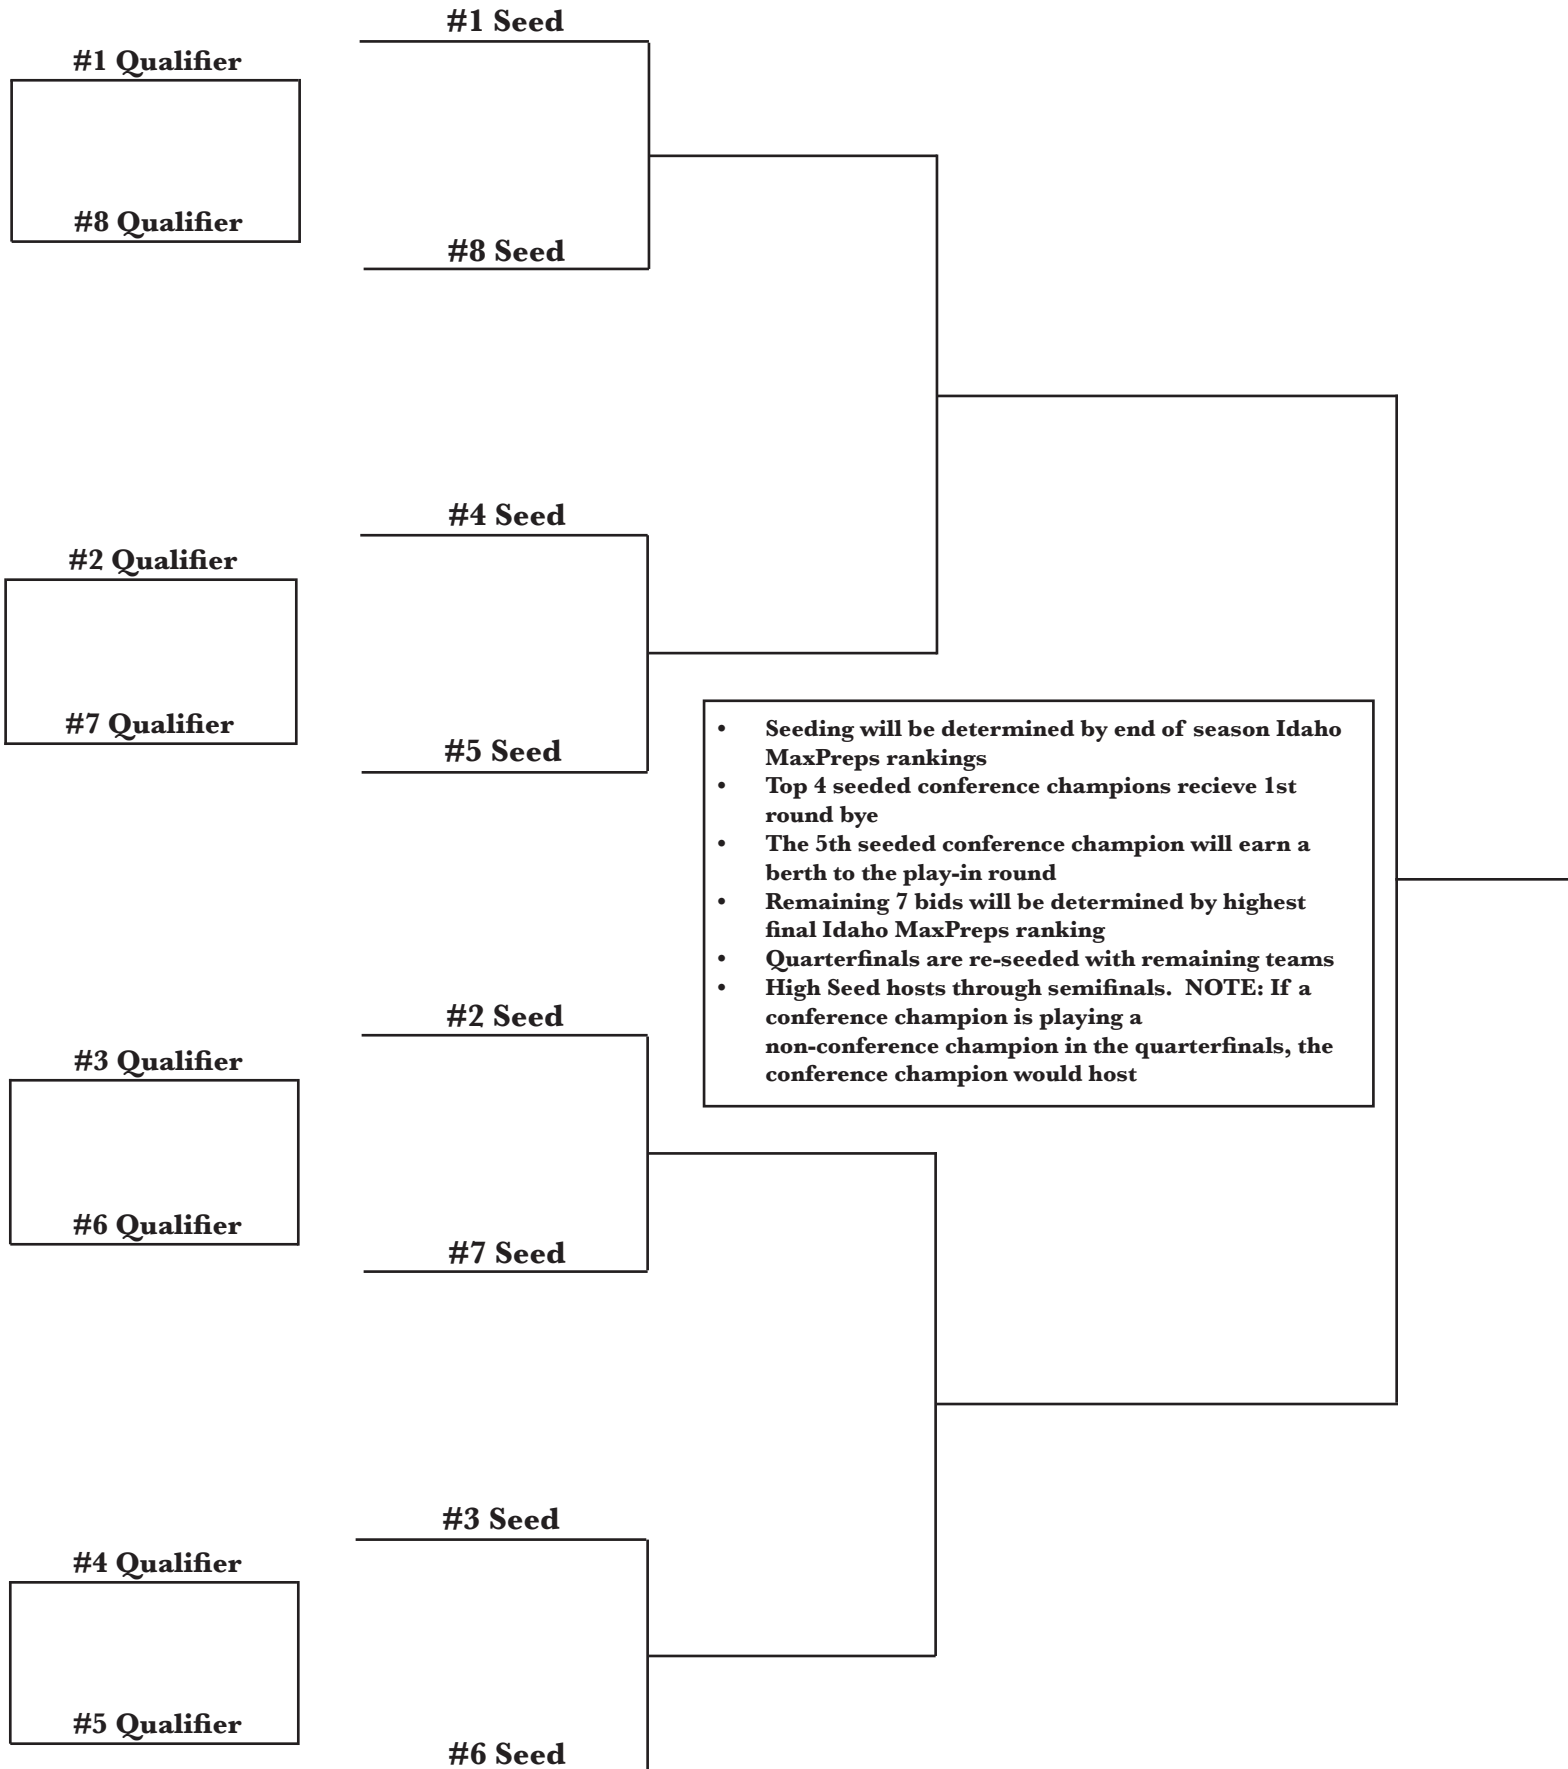 #1 Seed
#1 Qualifier
#8 Qualifier
#8 Seed
#4 Seed
#2 Qualifier
#7 Qualifier
#5 Seed
• Seeding will be determined by end of season Idaho
MaxPreps rankings
• Top 4 seeded conference champions recieve 1st
round bye
• The 5th seeded conference champion will earn a
berth to the play-in round
• Remaining 7 bids will be determined by highest
final Idaho MaxPreps ranking
• Quarterfinals are re-seeded with remaining teams
• High Seed hosts through semifinals. NOTE: If a
conference champion is playing a
non-conference champion in the quarterfinals, the
conference champion would host
#2 Seed
#3 Qualifier
#6 Qualifier
#7 Seed
#3 Seed
#4 Qualifier
#5 Qualifier
#6 Seed